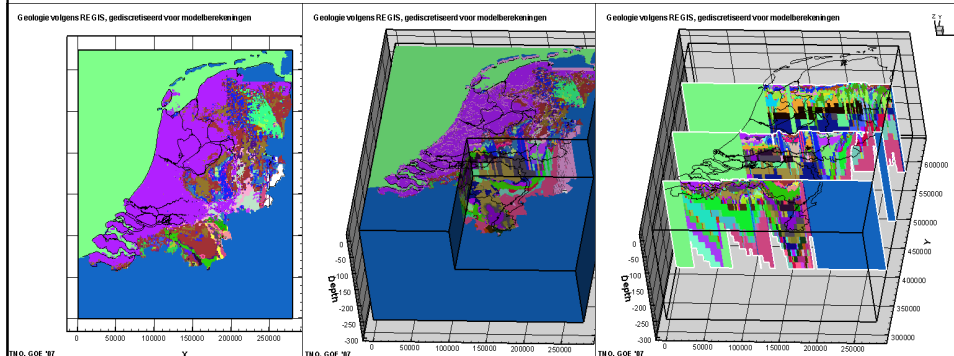 Geologie volgens REGIS, gediscretiseerd voor modelberekeningen
0 50000 100000 150000 200000 250000
X
TNO, GOE '07
Geologie volgens REGIS, gediscretiseerd voor modelberekeningen
0
-50
-100
-150
-200
-250
-300
Depth
0 50000 100000 150000 200000 250000
TNO, GOE '07
Geologie volgens REGIS, gediscretiseerd voor modelberekeningen
Z Y
600000
550000
500000
450000
400000
350000
300000
Y
0
-50
-100
-150
-200
-250
-300
Depth
0 50000 100000 150000 200000 250000
TNO, GOE '07